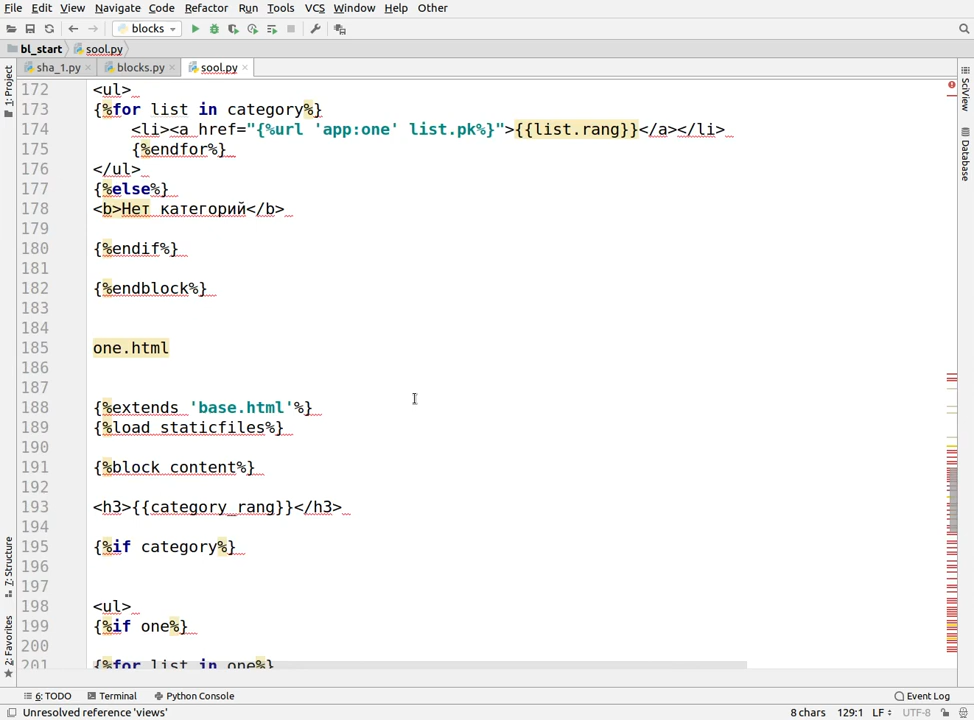 File Edit View Navigate Code Refactor Run Tools VCS Window Help Other
blocks
bl_start sool.py
sha_1.py blocks.py sool.py
1: Project
7: Structure
2: Favorites
SciView
Database
172 <ul>
173 {%for list in category%}
174 <li><a href="{%url 'app:one' list.pk%}">{{list.rang}}</a></li>
175 {%endfor%}
176 </ul>
177 {%else%}
178 <b>Нет категорий</b>
179
180 {%endif%}
181
182 {%endblock%}
183
184
185 one.html
186
187
188 {%extends 'base.html'%}
189 {%load staticfiles%}
190
191 {%block content%}
192
193 <h3>{{category_rang}}</h3>
194
195 {%if category%}
196
197
198 <ul>
199 {%if one%}
200
201 {%for list in one%}
6: TODO Terminal Python Console Event Log
Unresolved reference 'views' 8 chars 129:1 LF UTF-8